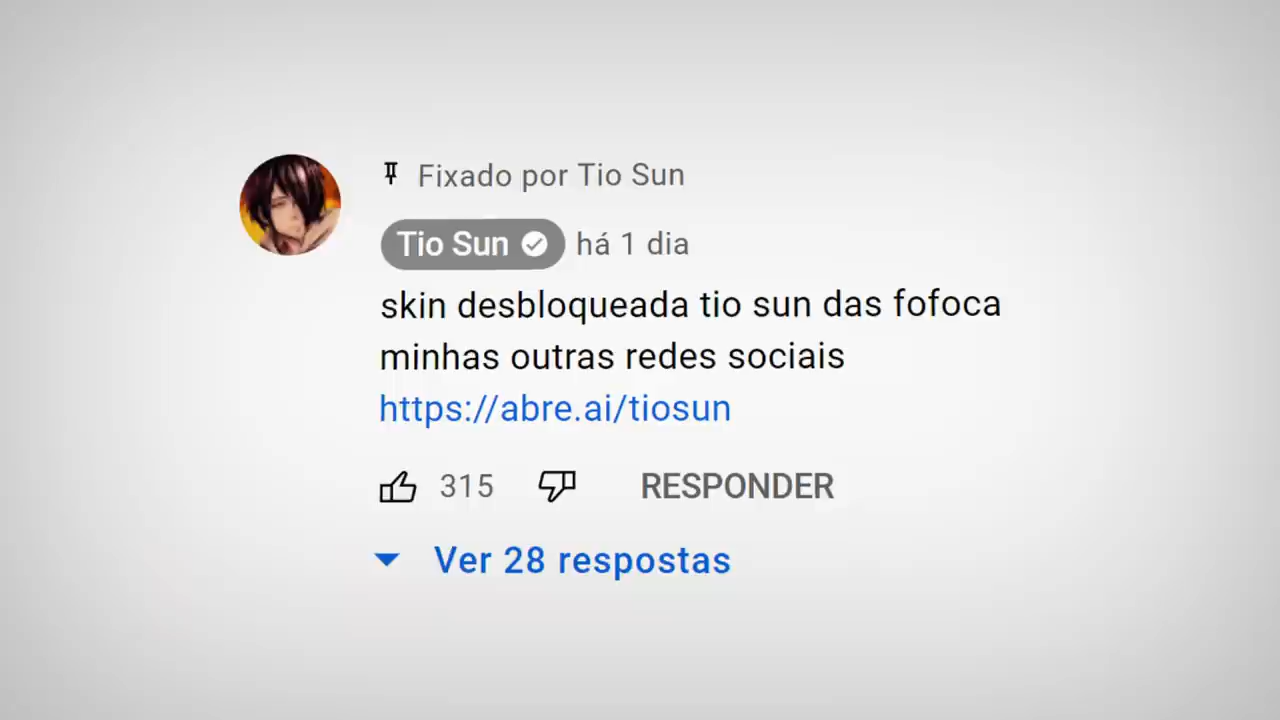 Fixado por Tio Sun
Tio Sun há 1 dia
skin desbloqueada tio sun das fofoca
minhas outras redes sociais
https://abre.ai/tiosun
315 RESPONDER
Ver 28 respostas